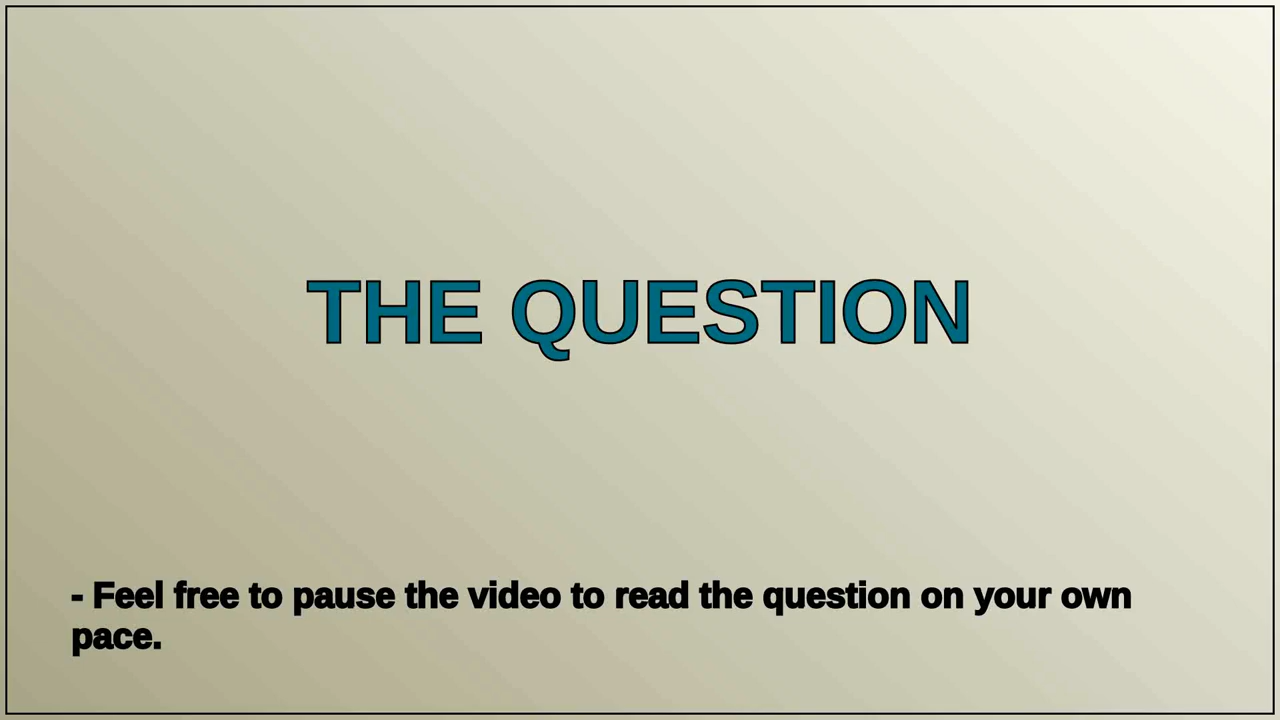 THE QUESTION
- Feel free to pause the video to read the question on your own
pace.